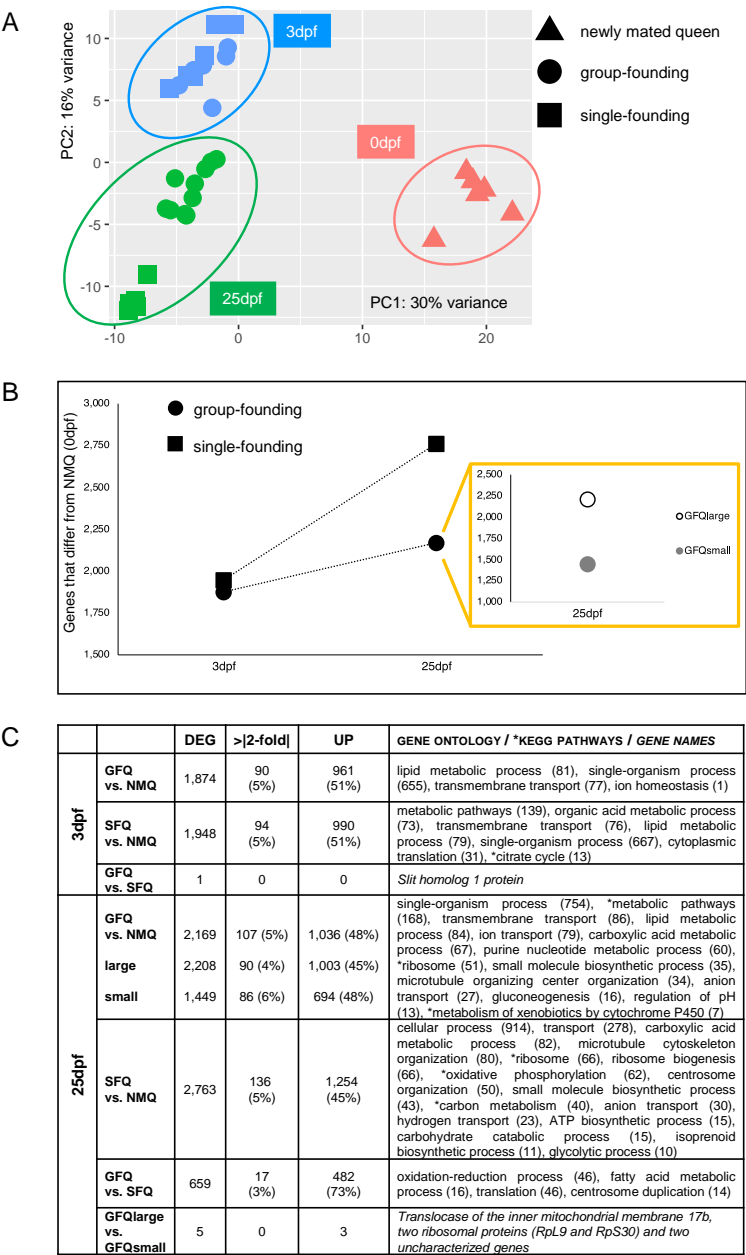 A
10
5
0
-5
-10
PC2: 16% variance
3dpf
0dpf
25dpf
PC1: 30% variance
-10
0
10
20
newly mated queen
group-founding
single-founding
B
Genes that differ from NMQ (0dpf)
3,000
2,750
2,500
2,250
2,000
1,750
1,500
group-founding
single-founding
3dpf
25dpf
2,500
2,250
2,000
1,750
1,500
1,250
1,000
25dpf
GFQlarge
GFQsmall
C
DEG >|2-fold| UP GENE ONTOLOGY / *KEGG PATHWAYS / GENE NAMES
3dpf
GFQ
vs. NMQ
1,874
90
(5%)
961
(51%)
lipid metabolic process (81), single-organism process
(655), transmembrane transport (77), ion homeostasis (1)
SFQ
vs. NMQ
1,948
94
(5%)
990
(51%)
metabolic pathways (139), organic acid metabolic process
(73), transmembrane transport (76), lipid metabolic
process (79), single-organism process (667), cytoplasmic
translation (31), *citrate cycle (13)
GFQ
vs. SFQ
1
0
0
Slit homolog 1 protein
25dpf
GFQ
vs. NMQ
2,169
107 (5%)
1,036 (48%)
large
2,208
90 (4%)
1,003 (45%)
small
1,449
86 (6%)
694 (48%)
single-organism process (754), *metabolic pathways
(168), transmembrane transport (86), lipid metabolic
process (84), ion transport (79), carboxylic acid metabolic
process (67), purine nucleotide metabolic process (60),
*ribosome (51), small molecule biosynthetic process (35),
microtubule organizing center organization (34), anion
transport (27), gluconeogenesis (16), regulation of pH
(13), *metabolism of xenobiotics by cytochrome P450 (7)
SFQ
vs. NMQ
2,763
136
(5%)
1,254
(45%)
cellular process (914), transport (278), carboxylic acid
metabolic process (82), microtubule cytoskeleton
organization (80), *ribosome (66), ribosome biogenesis
(66), *oxidative phosphorylation (62), centrosome
organization (50), small molecule biosynthetic process
(43), *carbon metabolism (40), anion transport (30),
hydrogen transport (23), ATP biosynthetic process (15),
carbohydrate catabolic process (15), isoprenoid
biosynthetic process (11), glycolytic process (10)
GFQ
vs. SFQ
659
17
(3%)
482
(73%)
oxidation-reduction process (46), fatty acid metabolic
process (16), translation (46), centrosome duplication (14)
GFQlarge
vs.
GFQsmall
5
0
3
Translocase of the inner mitochondrial membrane 17b,
two ribosomal proteins (RpL9 and RpS30) and two
uncharacterized genes